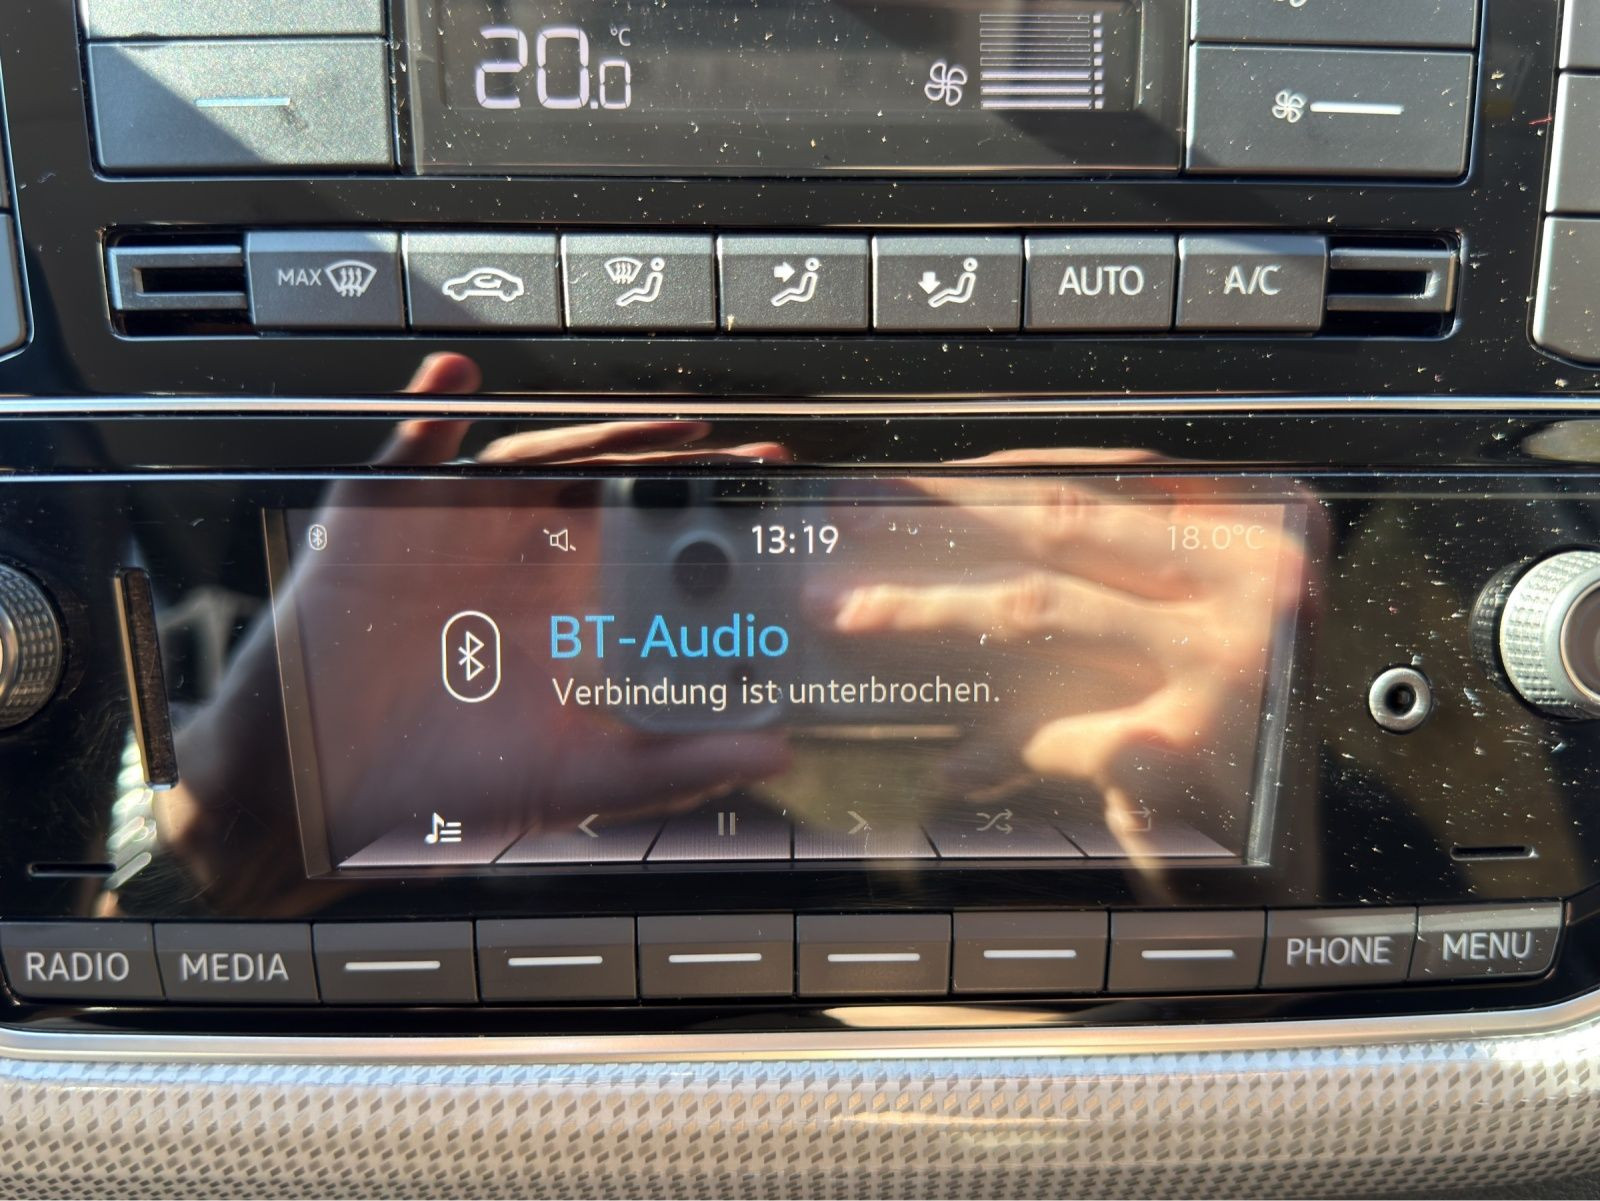 20.0 °C
MAX
AUTO
A/C
13:19
18.0°C
BT-Audio
Verbindung ist unterbrochen.
RADIO
MEDIA
PHONE
MENU